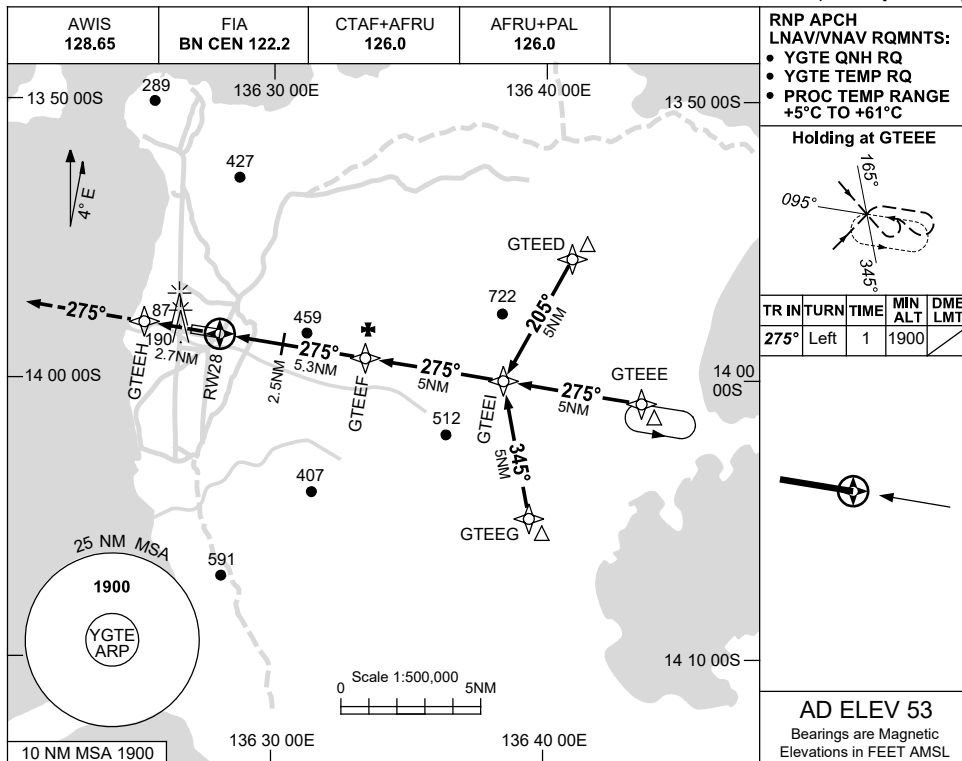 AWIS
128.65
FIA
BN CEN 122.2
CTAF+AFRU
126.0
AFRU+PAL
126.0
RNP APCH
LNAV/VNAV RQMNTS:
• YGTE QNH RQ
• YGTE TEMP RQ
• PROC TEMP RANGE
+5°C TO +61°C
Holding at GTEEE
165°
095°
345°
TR IN TURN TIME MIN ALT DME LMT
275° Left 1 1900
136 30 00E
136 40 00E
13 50 00S
13 50 00S
289
427
4° E
GTEED
722
205°
5NM
275°
87
190
2.7NM
GTEEH
RW28
459
2.5NM
275°
5.3NM
GTEEF
275°
5NM
GTEEI
275°
5NM
GTEEE
14 00 00S
14 00
00S
512
345°
5NM
GTEEG
407
591
25 NM MSA
1900
YGTE
ARP
14 10 00S
Scale 1:500,000
0
5NM
10 NM MSA 1900
136 30 00E
136 40 00E
AD ELEV 53
Bearings are Magnetic
Elevations in FEET AMSL